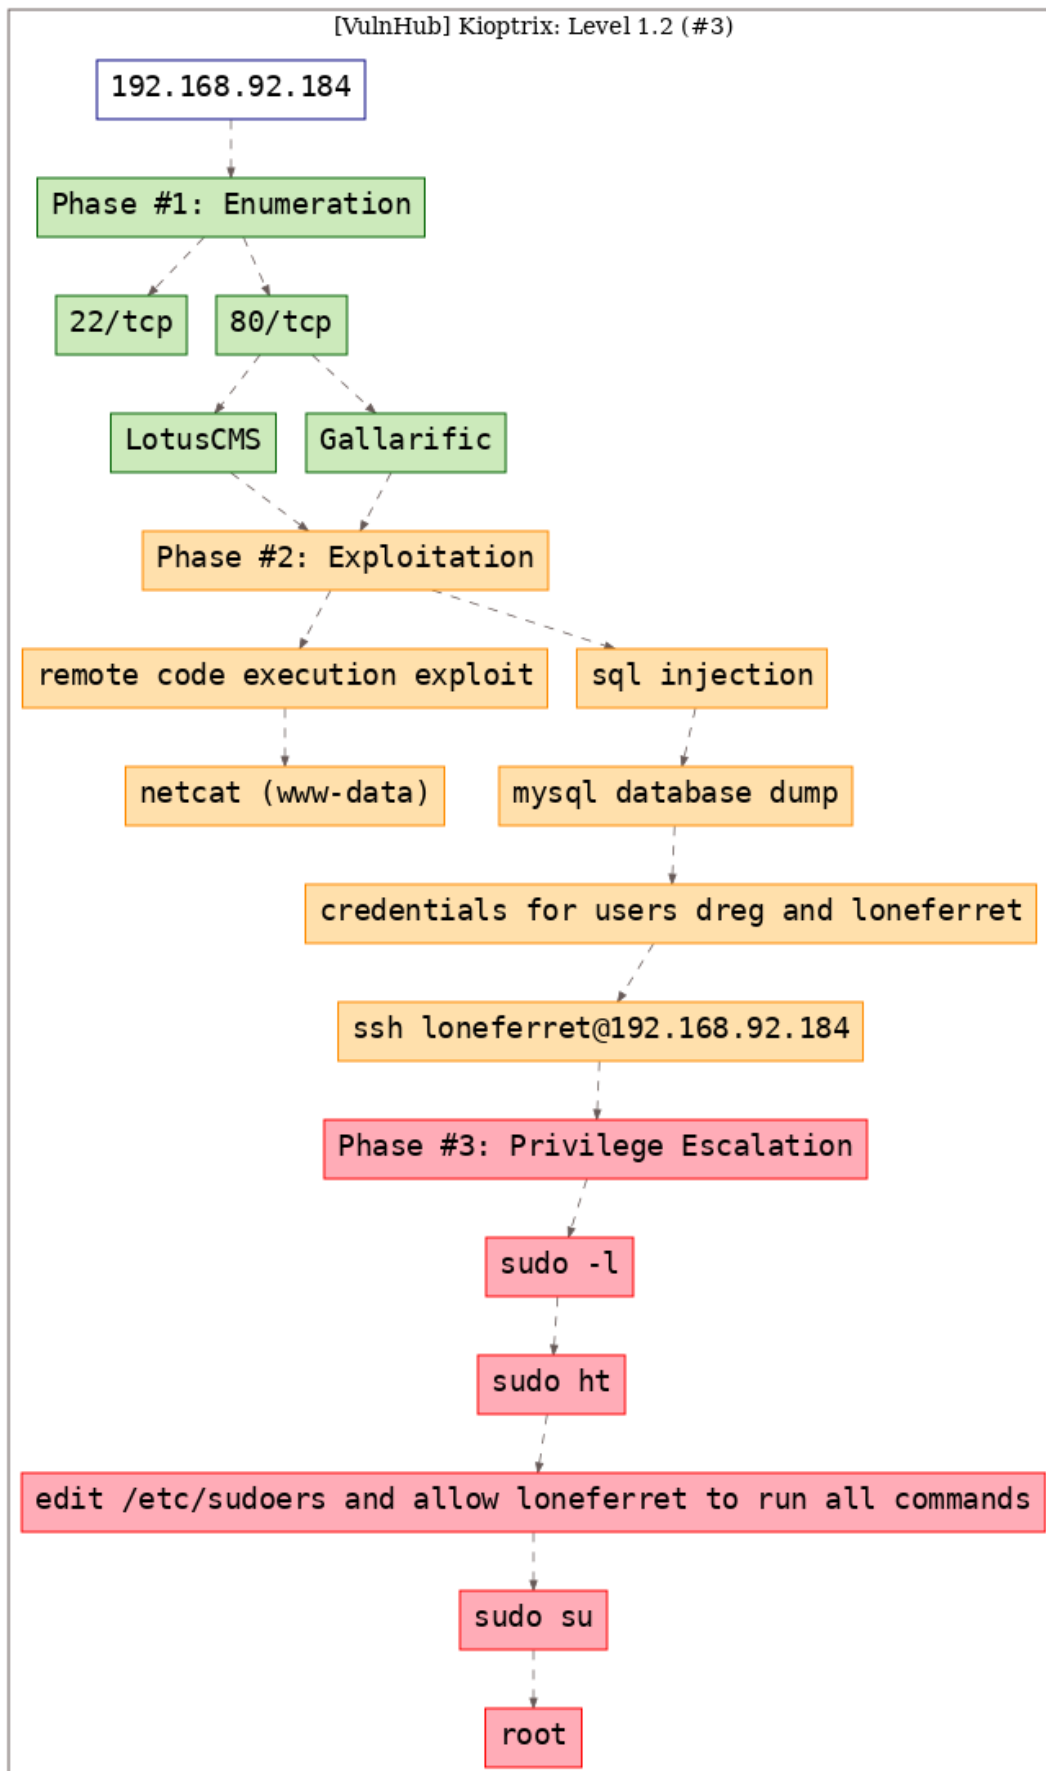 [VulnHub] Kioptrix: Level 1.2 (#3)
192.168.92.184
Phase #1: Enumeration
22/tcp
80/tcp
LotusCMS
Gallarific
Phase #2: Exploitation
remote code execution exploit
sql injection
netcat (www-data)
mysql database dump
credentials for users dreg and loneferret
ssh loneferret@192.168.92.184
Phase #3: Privilege Escalation
sudo -l
sudo ht
edit /etc/sudoers and allow loneferret to run all commands
sudo su
root